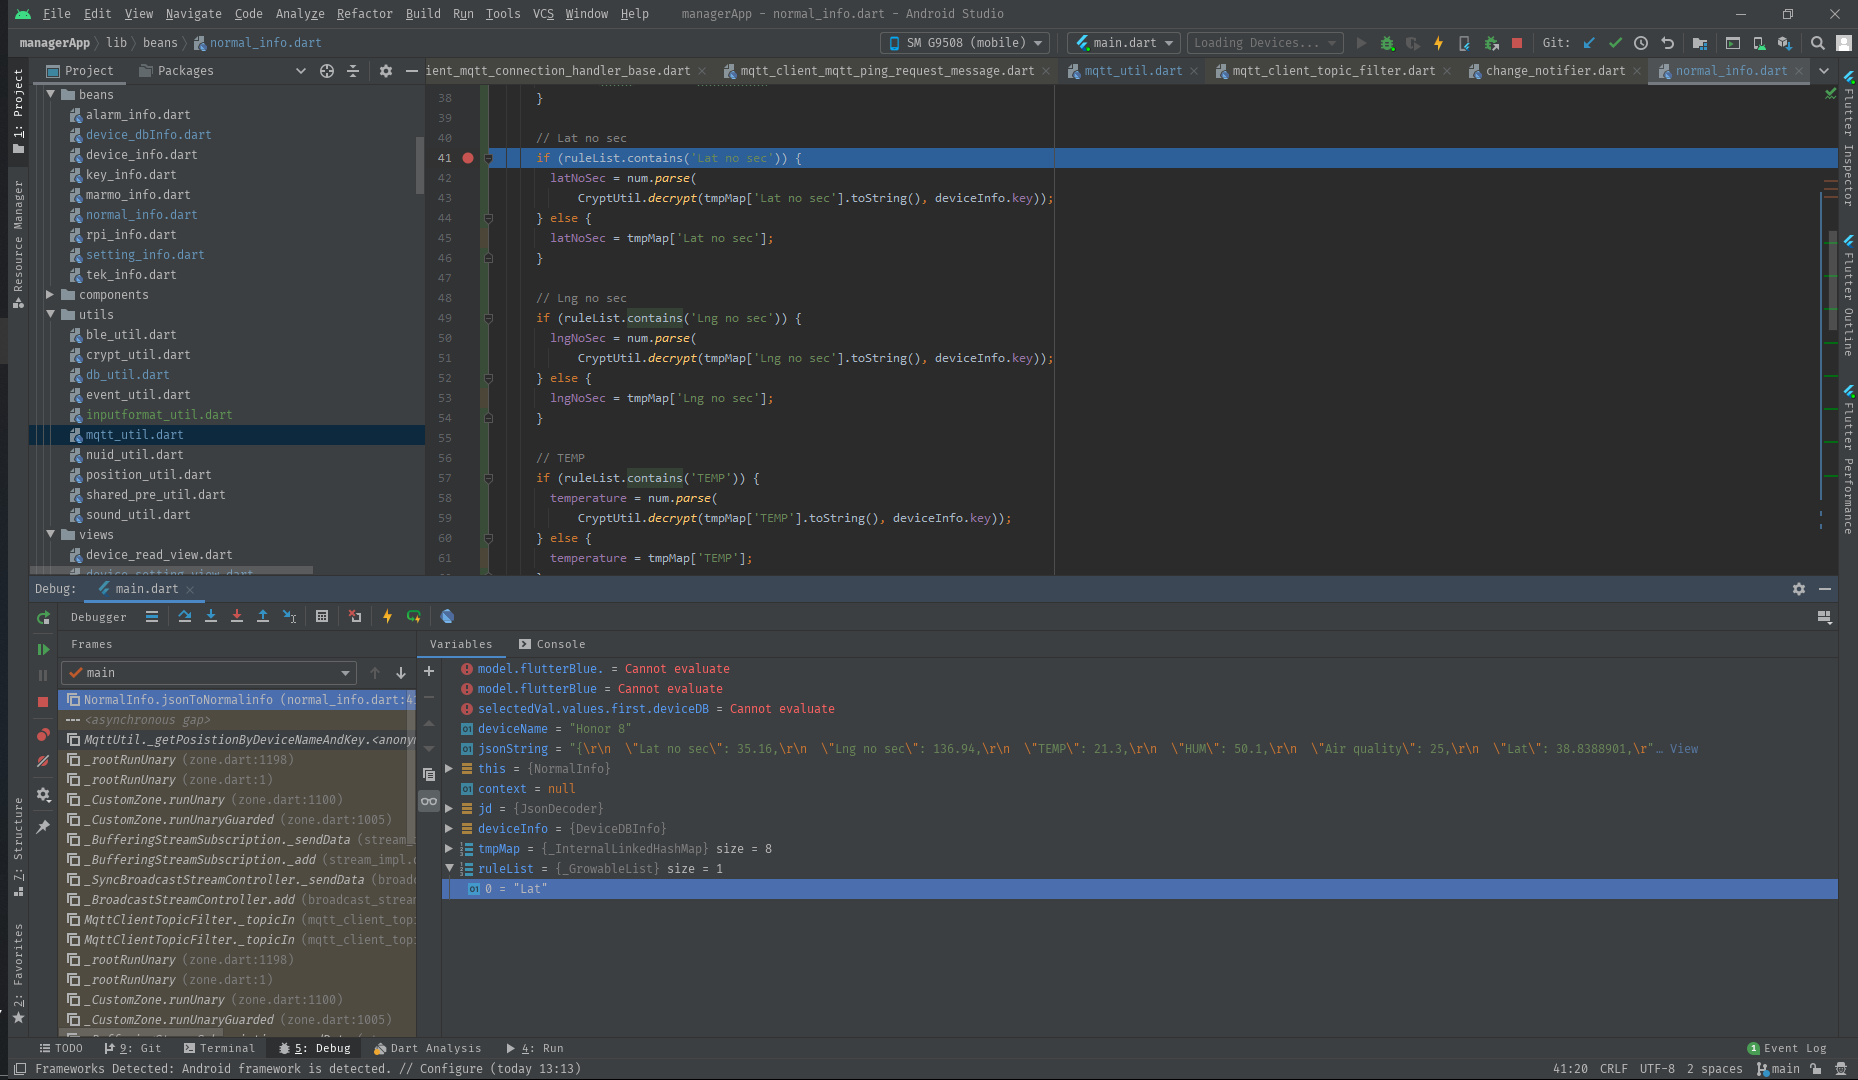 File Edit View Navigate Code Analyze Refactor Build Run Tools VCS Window Help managerApp - normal_info.dart - Android Studio
managerApp lib beans normal_info.dart SM G9508 (mobile) main.dart Loading Devices... Git:
Project Packages ient_mqtt_connection_handler_base.dart mqtt_client_mqtt_ping_request_message.dart mqtt_util.dart mqtt_client_topic_filter.dart change_notifier.dart normal_info.dart
1: Project
Resource Manager
7: Structure
2: Favorites
beans
alarm_info.dart
device_dbInfo.dart
device_info.dart
key_info.dart
marmo_info.dart
normal_info.dart
rpi_info.dart
setting_info.dart
tek_info.dart
components
utils
ble_util.dart
crypt_util.dart
db_util.dart
event_util.dart
inputformat_util.dart
mqtt_util.dart
nuid_util.dart
position_util.dart
shared_pre_util.dart
sound_util.dart
views
device_read_view.dart
device_setting_view.dart
38 }
39
40 // Lat no sec
41 if (ruleList.contains('Lat no sec')) {
42 latNoSec = num.parse(
43 CryptUtil.decrypt(tmpMap['Lat no sec'].toString(), deviceInfo.key));
44 } else {
45 latNoSec = tmpMap['Lat no sec'];
46 }
47
48 // Lng no sec
49 if (ruleList.contains('Lng no sec')) {
50 lngNoSec = num.parse(
51 CryptUtil.decrypt(tmpMap['Lng no sec'].toString(), deviceInfo.key));
52 } else {
53 lngNoSec = tmpMap['Lng no sec'];
54 }
55
56 // TEMP
57 if (ruleList.contains('TEMP')) {
58 temperature = num.parse(
59 CryptUtil.decrypt(tmpMap['TEMP'].toString(), deviceInfo.key));
60 } else {
61 temperature = tmpMap['TEMP'];
Flutter Inspector
Flutter Outline
Flutter Performance
Debug: main.dart
Debugger
Frames
main
NormalInfo.jsonToNormalinfo (normal_info.dart:41
<asynchronous gap>
MqttUtil._getPosistionByDeviceNameAndKey.<anony
_rootRunUnary (zone.dart:1198)
_rootRunUnary (zone.dart:1)
_CustomZone.runUnary (zone.dart:1100)
_CustomZone.runUnaryGuarded (zone.dart:1005)
_BufferingStreamSubscription._sendData (stream_
_BufferingStreamSubscription._add (stream_impl.
_SyncBroadcastStreamController._sendData (broad
_BroadcastStreamController.add (broadcast_strea
MqttClientTopicFilter._topicIn (mqtt_client_top
MqttClientTopicFilter._topicIn (mqtt_client_top
_rootRunUnary (zone.dart:1198)
_rootRunUnary (zone.dart:1)
_CustomZone.runUnary (zone.dart:1100)
_CustomZone.runUnaryGuarded (zone.dart:1005)
Variables Console
model.flutterBlue. = Cannot evaluate
model.flutterBlue = Cannot evaluate
selectedVal.values.first.deviceDB = Cannot evaluate
deviceName = "Honor 8"
jsonString = "{\r\n \"Lat no sec\": 35.16,\r\n \"Lng no sec\": 136.94,\r\n \"TEMP\": 21.3,\r\n \"HUM\": 50.1,\r\n \"Air quality\": 25,\r\n \"Lat\": 38.8388901,\r"… View
this = {NormalInfo}
context = null
jd = {JsonDecoder}
deviceInfo = {DeviceDBInfo}
tmpMap = {_InternalLinkedHashMap} size = 8
ruleList = {_GrowableList} size = 1
0 = "Lat"
TODO 9: Git Terminal 5: Debug Dart Analysis 4: Run 1 Event Log
Frameworks Detected: Android framework is detected. // Configure (today 13:13) 41:20 CRLF UTF-8 2 spaces main